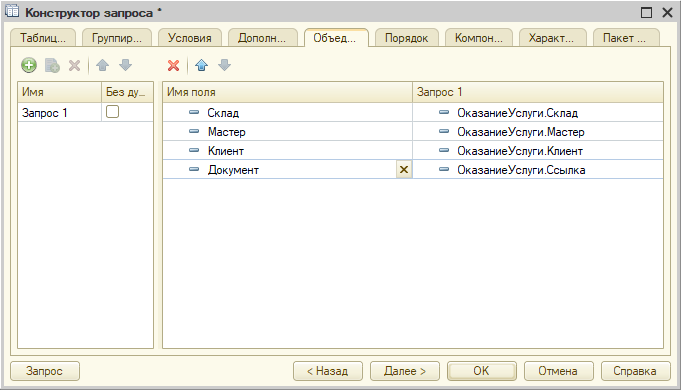 Конструктор запроса *
Таблиц... Группир... Условия Дополн... Объед... Порядок Компон... Характ... Пакет ...
Имя Без ду... Имя поля Запрос 1
Запрос 1 Склад ОказаниеУслуги.Склад
Мастер ОказаниеУслуги.Мастер
Клиент ОказаниеУслуги.Клиент
Документ ОказаниеУслуги.Ссылка
Запрос < Назад Далее > OK Отмена Справка